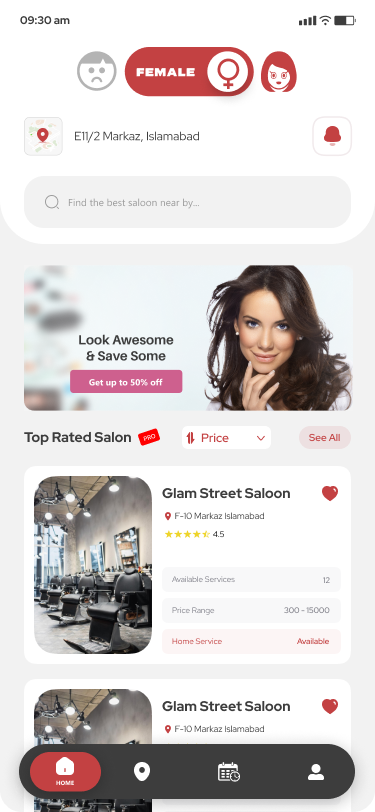 09:30 am
FEMALE
E11/2 Markaz, Islamabad
Find the best saloon near by...
Look Awesome
& Save Some
Get up to 50% off
Top Rated Salon PRO Price See All
Glam Street Saloon
F-10 Markaz Islamabad
4.5
Available Services 12
Price Range 300 - 15000
Home Service Available
Glam Street Saloon
F-10 Markaz Islamabad
HOME